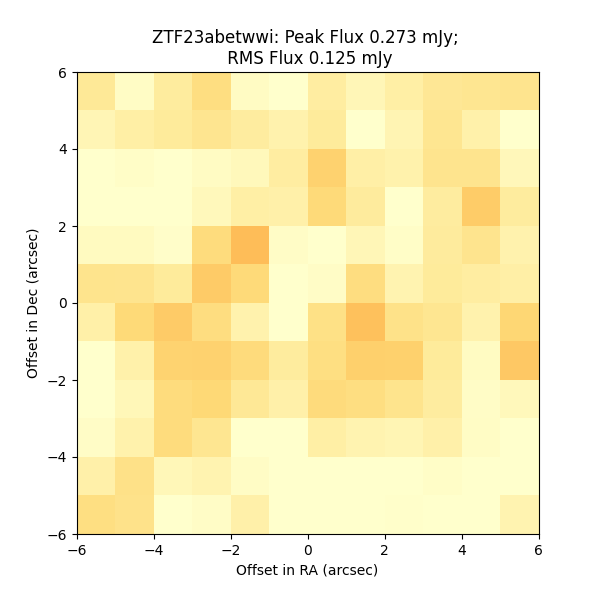 ZTF23abetwwi: Peak Flux 0.273 mJy;
RMS Flux 0.125 mJy
6
4
2
0
−2
−4
−6
Offset in Dec (arcsec)
−6 −4 −2 0 2 4 6
Offset in RA (arcsec)